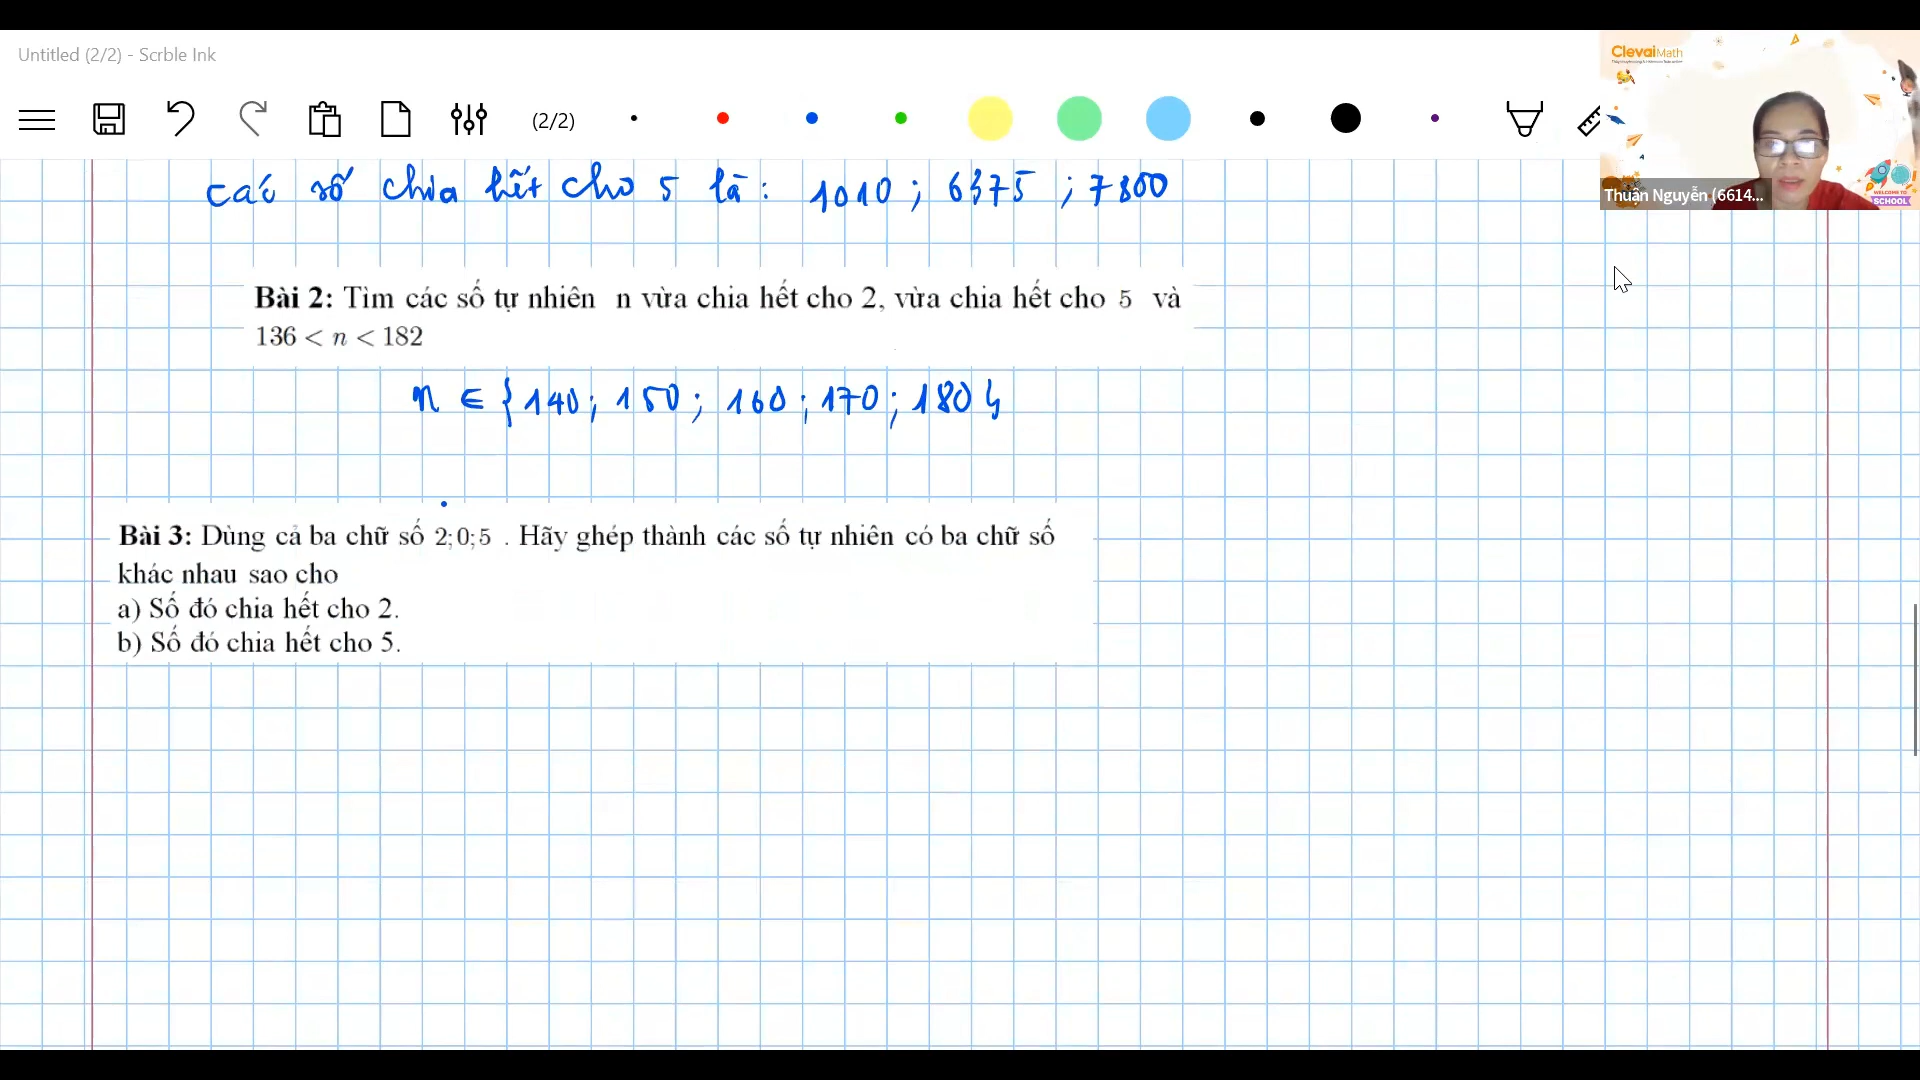 Untitled (2/2) - Scrble Ink
(2/2)
ClevaiMath
Thuân Nguyễn (6614...
WELCOME TO
SCHOOL
các số chia hết cho 5 là: 1010 ; 6375 ; 7800
Bài 2: Tìm các số tự nhiên n vừa chia hết cho 2, vừa chia hết cho 5 và
136 < n < 182
n ∈ {140; 150; 160; 170; 180}
Bài 3: Dùng cả ba chữ số 2;0;5 . Hãy ghép thành các số tự nhiên có ba chữ số
khác nhau sao cho
a) Số đó chia hết cho 2.
b) Số đó chia hết cho 5.